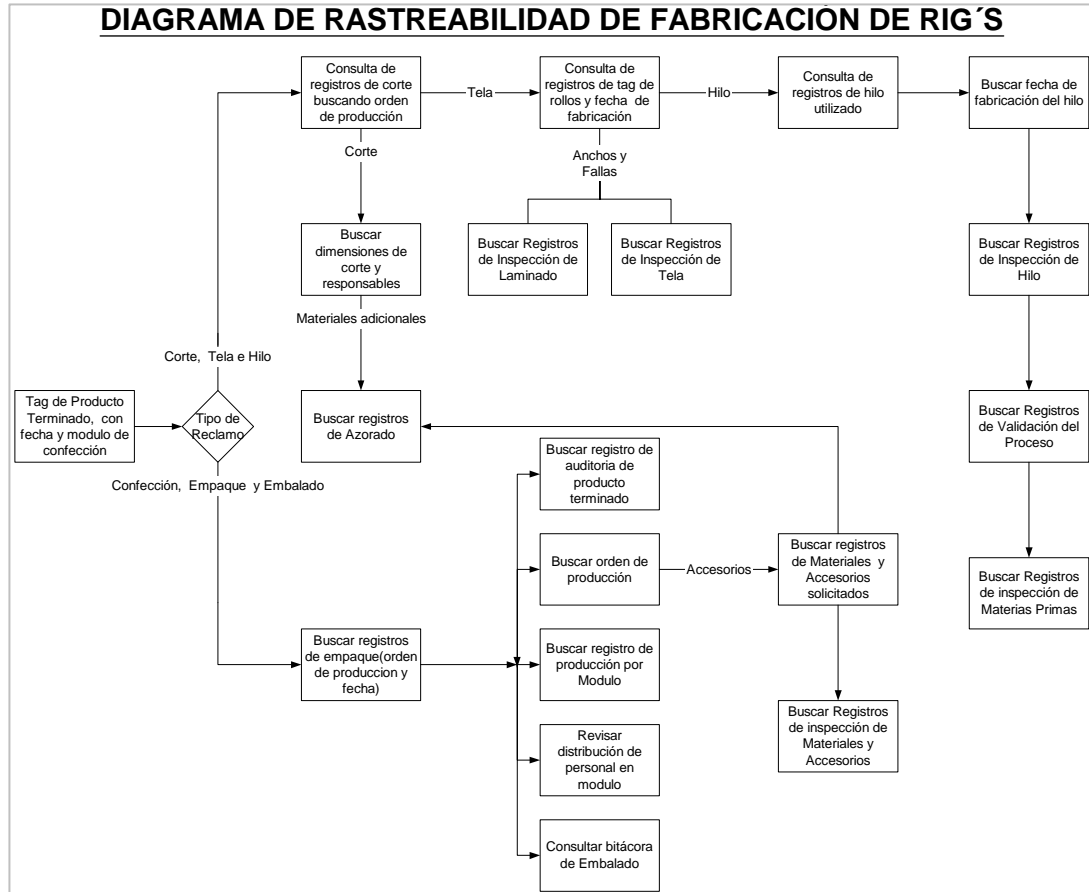 DIAGRAMA DE RASTREABILIDAD DE FABRICACIÓN DE RIG´S
Consulta de
registros de corte
buscando orden
de producción
Tela
Consulta de
registros de tag de
rollos y fecha de
fabricación
Hilo
Consulta de
registros de hilo
utilizado
Buscar fecha de
fabricación del hilo
Corte
Anchos y
Fallas
Buscar
dimensiones de
corte y
responsables
Buscar Registros
de Inspección de
Laminado
Buscar Registros
de Inspección de
Tela
Buscar Registros
de Inspección de
Hilo
Materiales adicionales
Corte, Tela e Hilo
Tag de Producto
Terminado, con
fecha y modulo de
confección
Tipo de
Reclamo
Buscar registros
de Azorado
Buscar Registros
de Validación del
Proceso
Confección, Empaque y Embalado
Buscar registro de
auditoria de
producto
terminado
Buscar orden de
producción
Accesorios
Buscar registros
de Materiales y
Accesorios
solicitados
Buscar Registros
de inspección de
Materias Primas
Buscar registros
de empaque(orden
de produccion y
fecha)
Buscar registro de
producción por
Modulo
Revisar
distribución de
personal en
modulo
Buscar Registros
de inspección de
Materiales y
Accesorios
Consultar bitácora
de Embalado